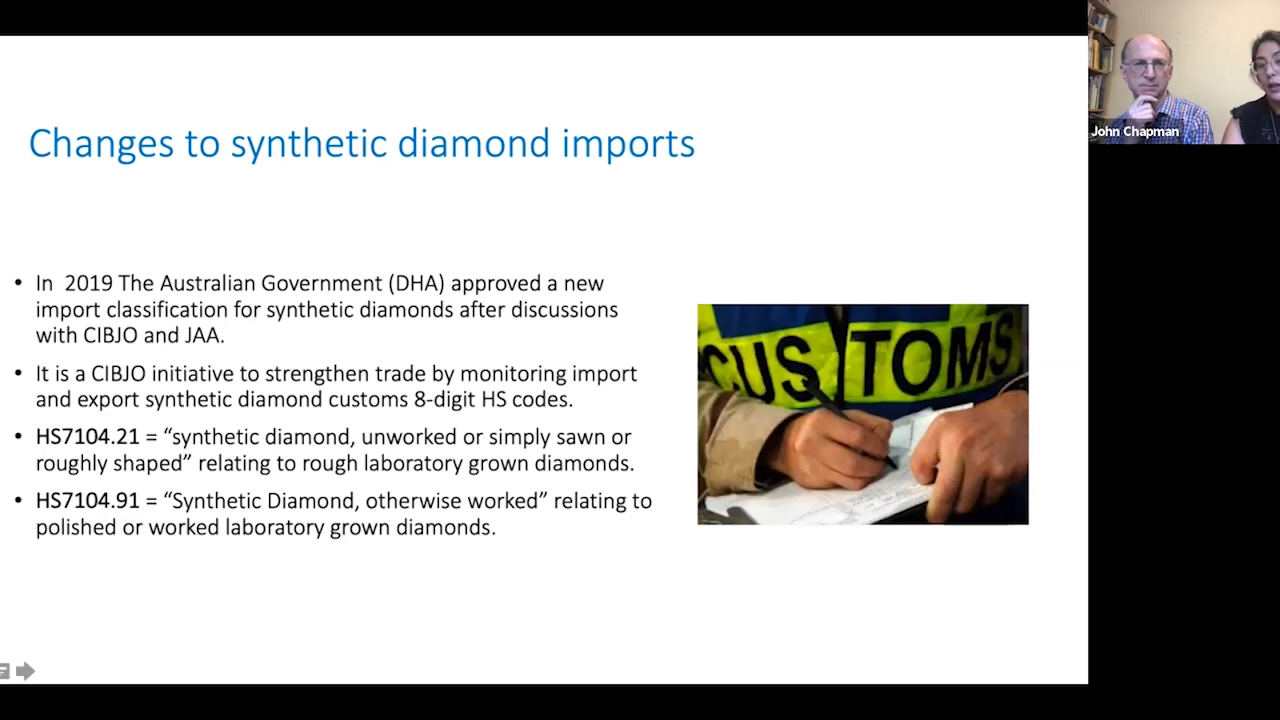 Changes to synthetic diamond imports
• In  2019 The Australian Government (DHA) approved a new
import classification for synthetic diamonds after discussions
with CIBJO and JAA.
• It is a CIBJO initiative to strengthen trade by monitoring import
and export synthetic diamond customs 8-digit HS codes.
• HS7104.21 = “synthetic diamond, unworked or simply sawn or
roughly shaped” relating to rough laboratory grown diamonds.
• HS7104.91 = “Synthetic Diamond, otherwise worked” relating to
polished or worked laboratory grown diamonds.
CUSTOMS
John Chapman